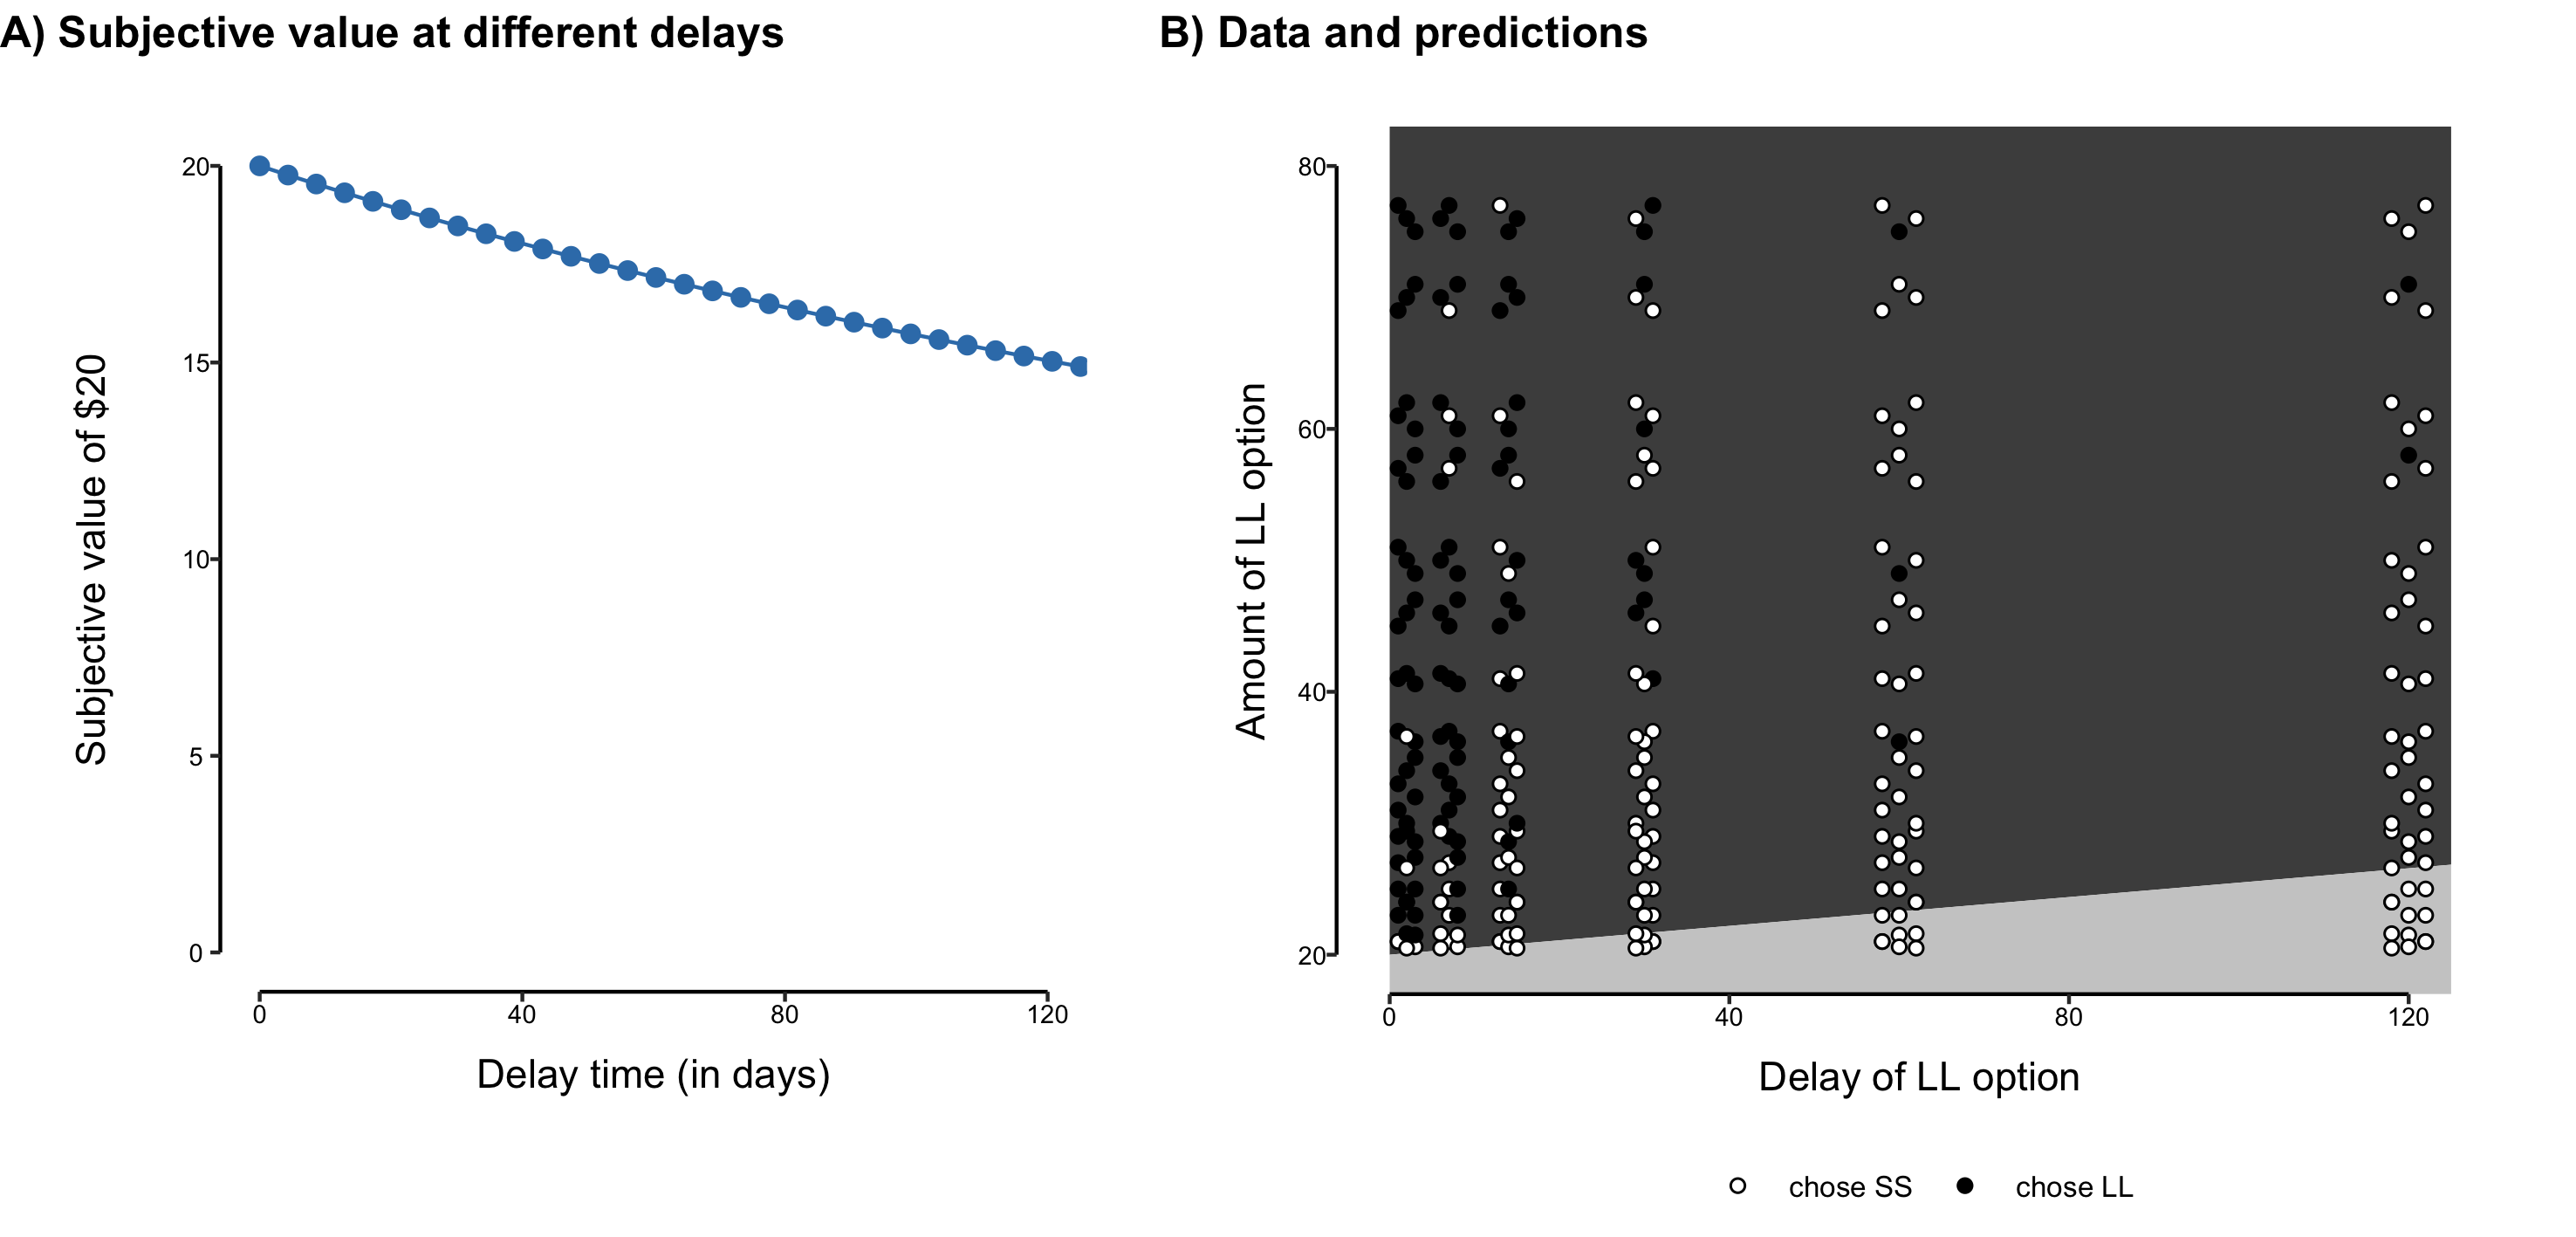 A) Subjective value at different delays
B) Data and predictions
Subjective value of $20
20
15
10
5
0
0 40 80 120
Delay time (in days)
Amount of LL option
80
60
40
20
0 40 80 120
Delay of LL option
chose SS chose LL